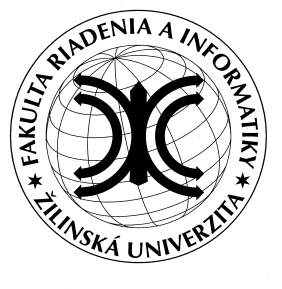 FAKULTA RIADENIA A INFORMATIKY
ŽILINSKÁ UNIVERZITA